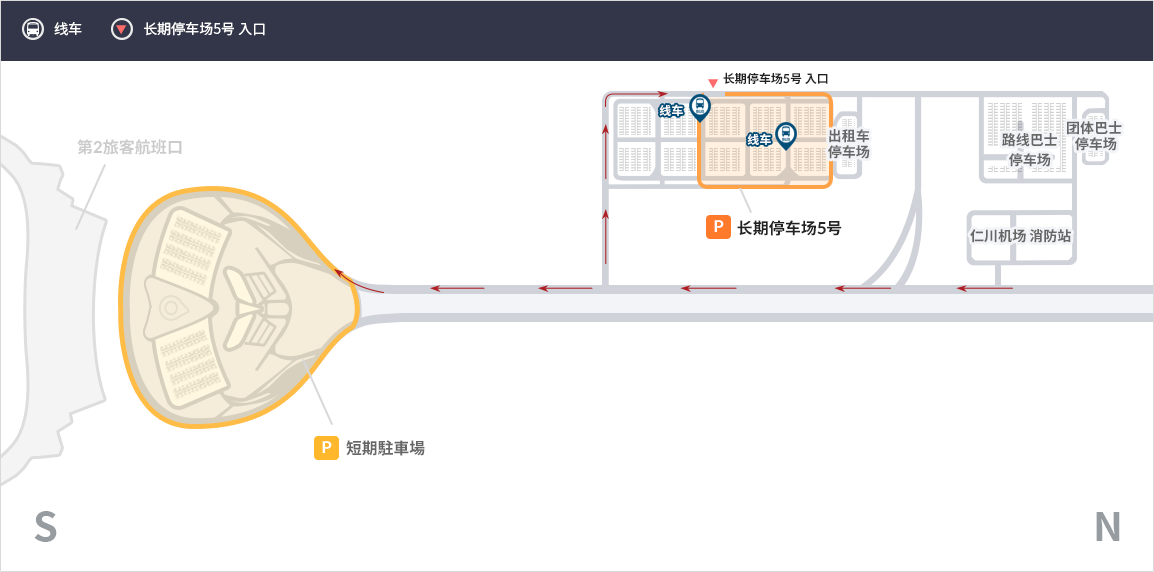 线车
长期停车场5号 入口
长期停车场5号 入口
线车
线车
出租车
停车场
路线巴士
停车场
团体巴士
停车场
第2旅客航班口
P 长期停车场5号
仁川机场 消防站
P 短期駐車場
S
N